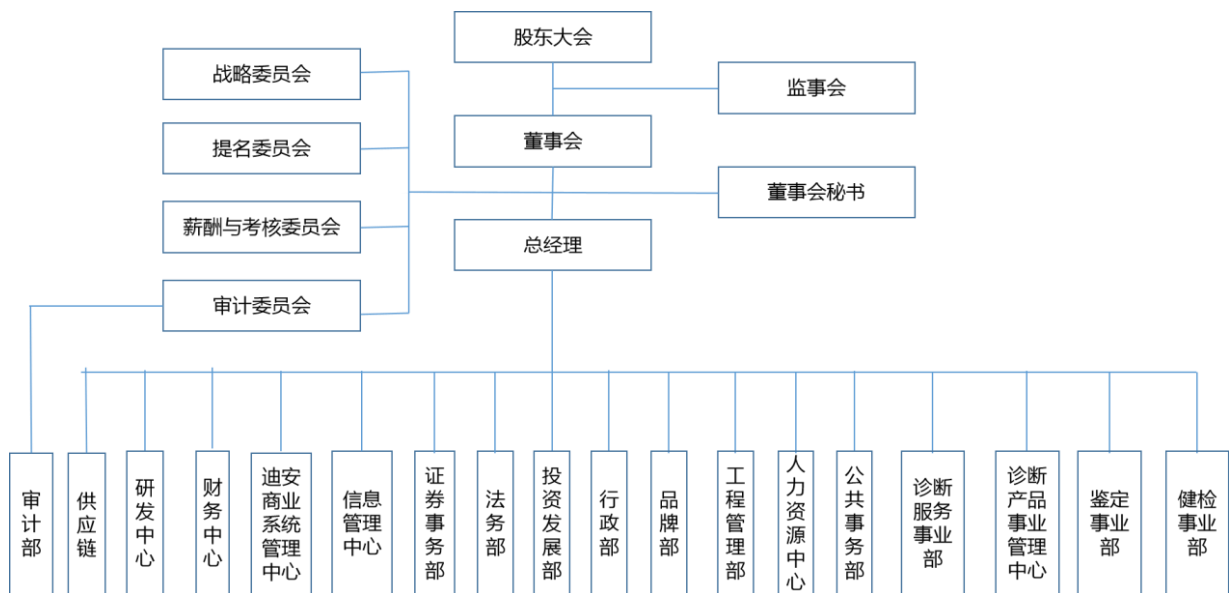 股东大会
战略委员会
监事会
提名委员会
董事会
董事会秘书
薪酬与考核委员会
总经理
审计委员会
审计部
供应链
研发中心
财务中心
迪安
商业
系统
管理
中心
信息
管理
中心
证券事务部
法务部
投资发展部
行政部
品牌部
工程管理部
人力资源中心
公共事务部
诊断
服务
事业
部
诊断
产品
事业
管理
中心
鉴定
事业
部
健检
事业
部